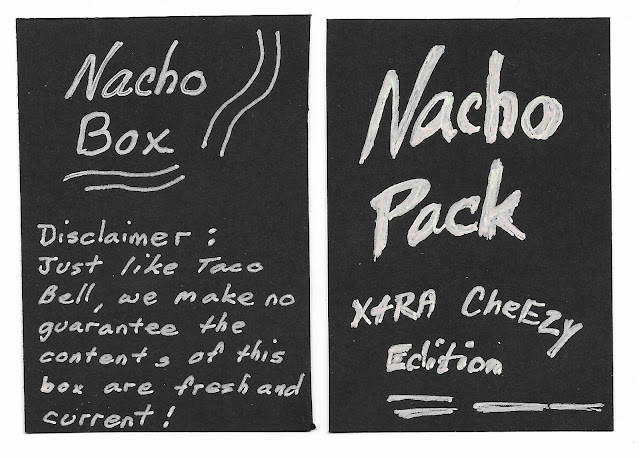 Nacho
Box
Disclaimer :
Just like Taco
Bell, we make no
guarantee the
contents of this
box are fresh and
current!
Nacho
Pack
XtRA CheEZy
Edition